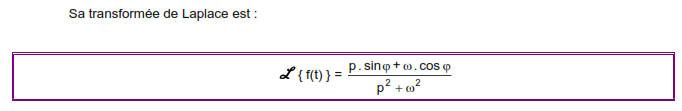 Sa transformée de Laplace est :
ℒ { f(t) } = (p . sinφ + ω . cos φ) / (p² + ω²)